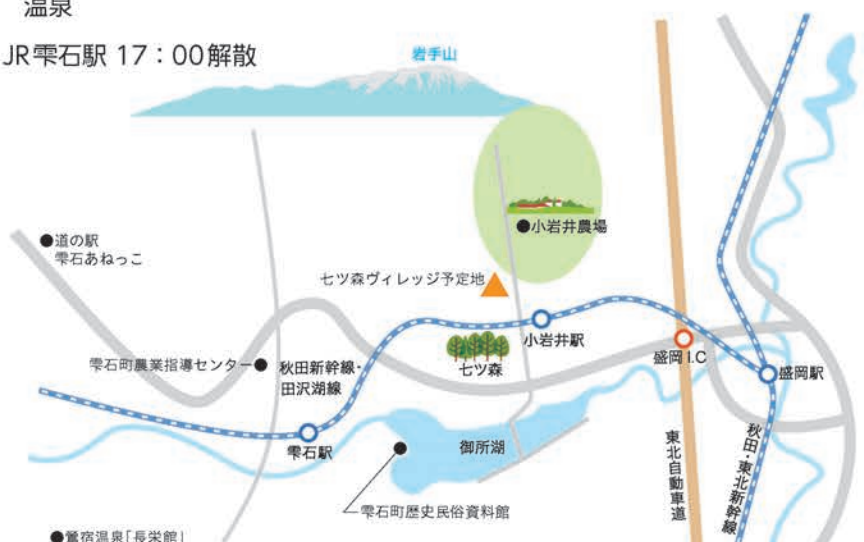 温泉
JR雫石駅 17：00解散
岩手山
小岩井農場
道の駅
雫石あねっこ
七ツ森ヴィレッジ予定地
小岩井駅
盛岡I.C
七ツ森
雫石町農業指導センター
秋田新幹線・
田沢湖線
盛岡駅
雫石駅
御所湖
東北自動車道
秋田・東北新幹線
雫石町歴史民俗資料館
鶯宿温泉「長栄館」